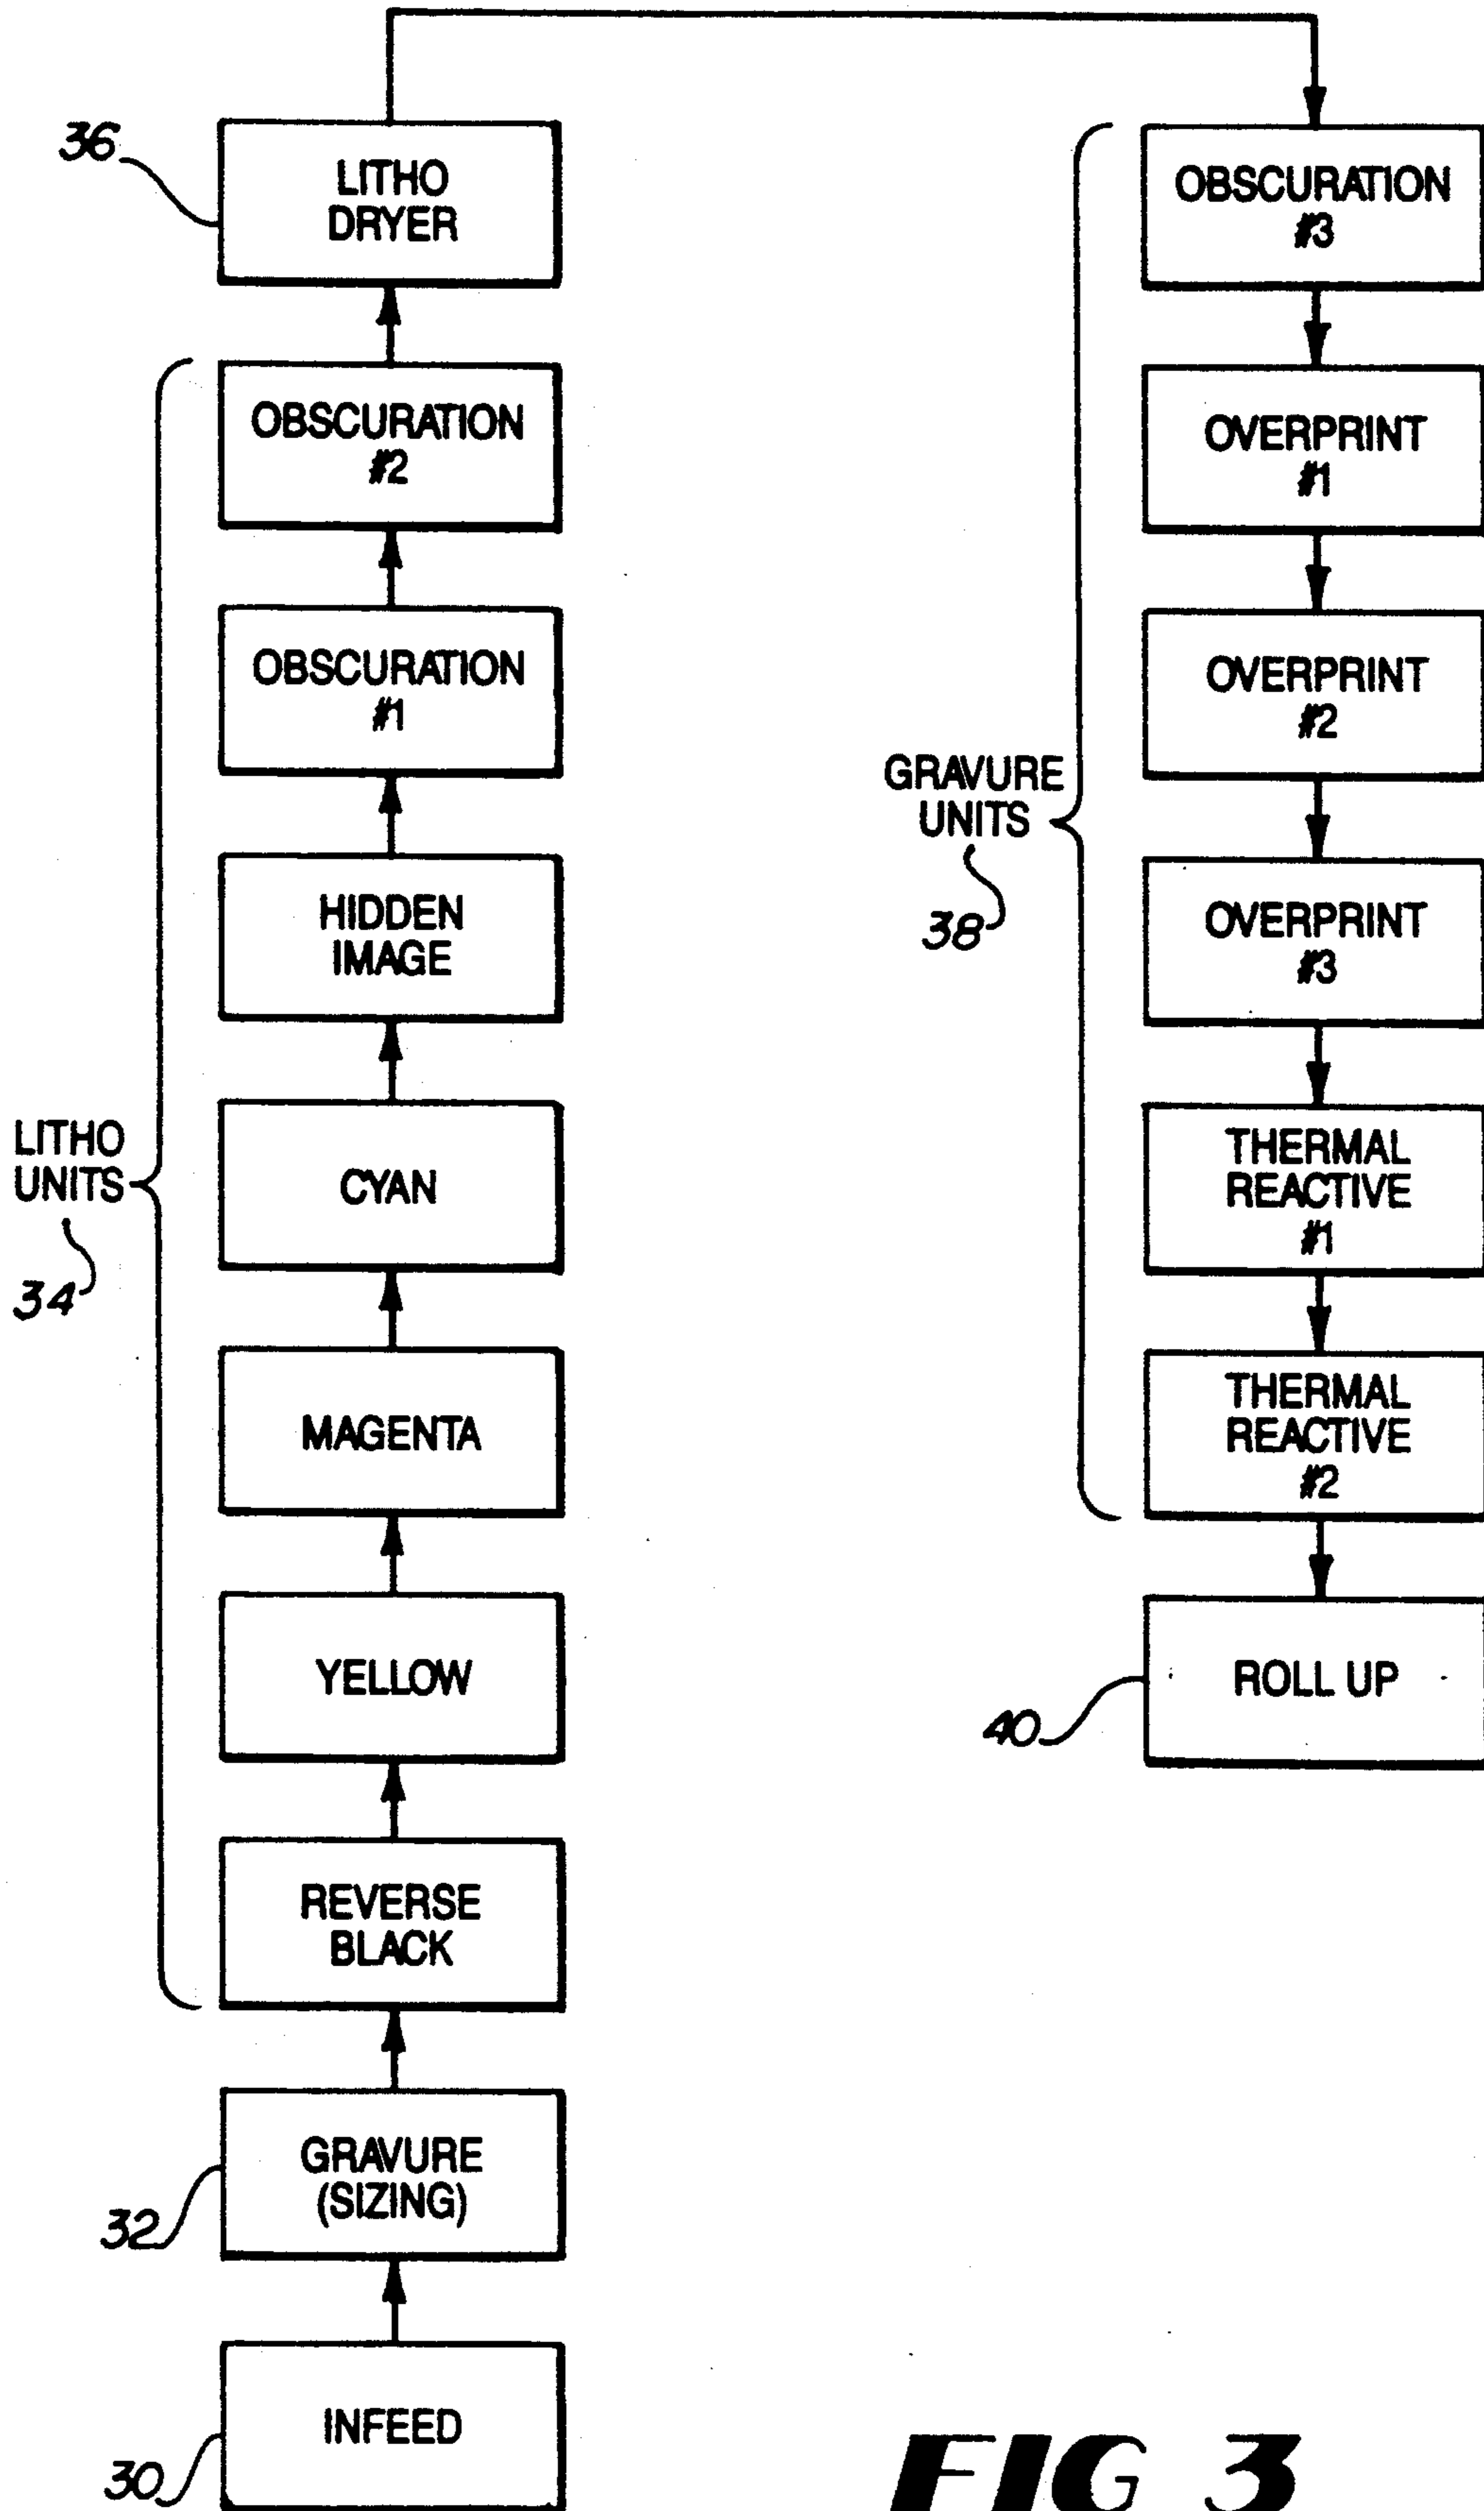 36
LITHO
DRYER
OBSCURATION
#2
OBSCURATION
#1
HIDDEN
IMAGE
CYAN
LITHO
UNITS
34
MAGENTA
YELLOW
REVERSE
BLACK
GRAVURE
(SIZING)
32
INFEED
30
OBSCURATION
#3
OVERPRINT
#1
OVERPRINT
#2
GRAVURE
UNITS
38
OVERPRINT
#3
THERMAL
REACTIVE
#1
THERMAL
REACTIVE
#2
ROLL UP
40
FIG 3